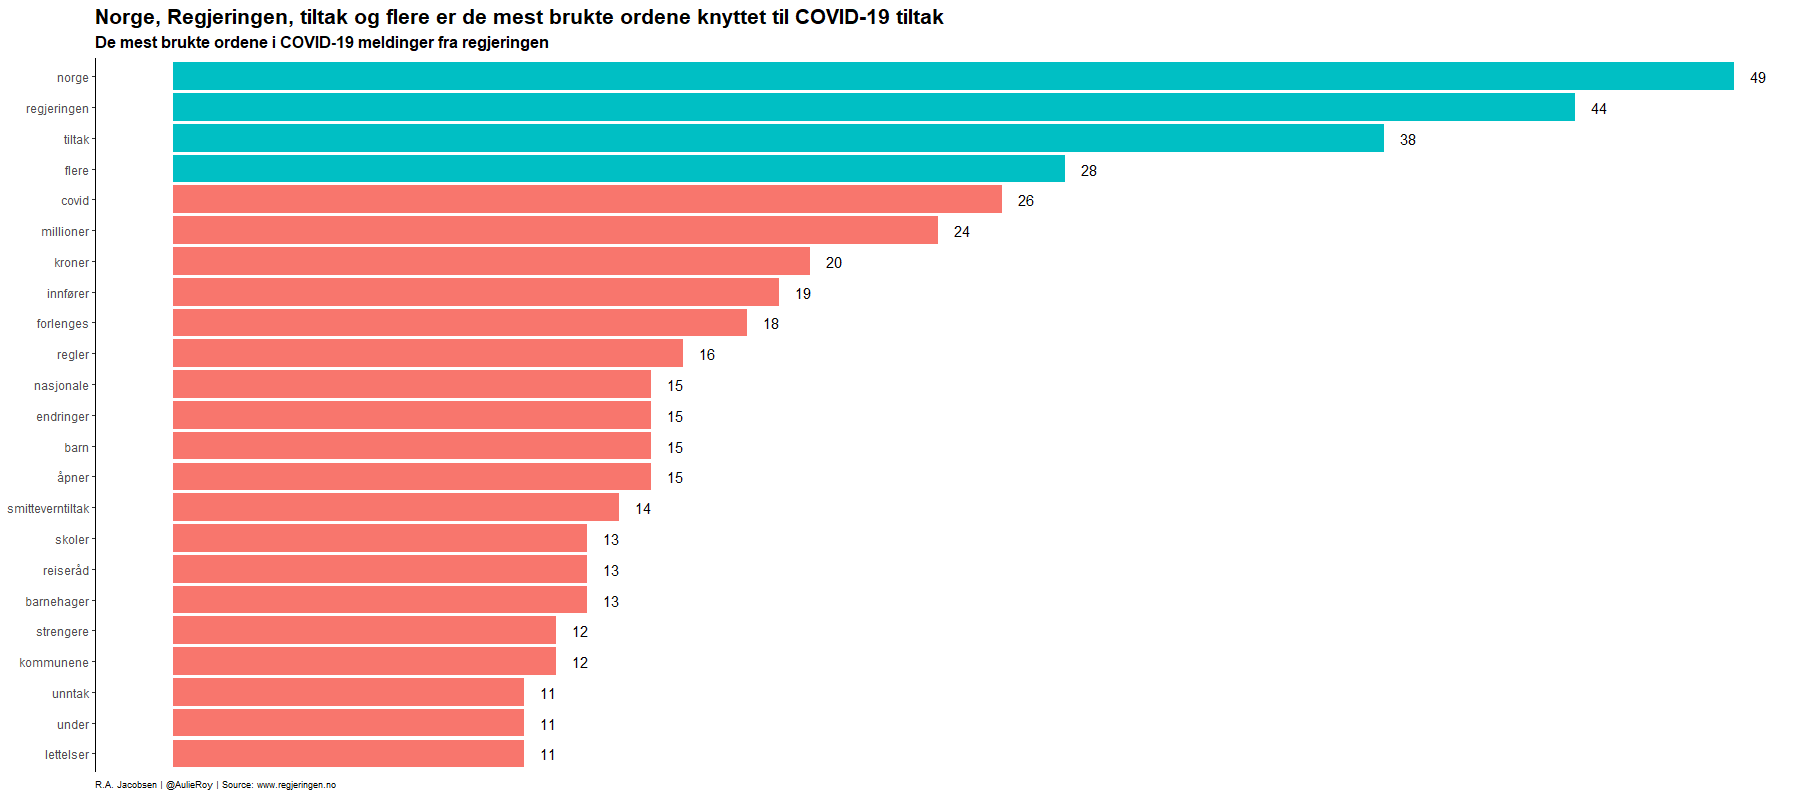 Norge, Regjeringen, tiltak og flere er de mest brukte ordene knyttet til COVID-19 tiltak
De mest brukte ordene i COVID-19 meldinger fra regjeringen
norge 49
regjeringen 44
tiltak 38
flere 28
covid 26
millioner 24
kroner 20
innfører 19
forlenges 18
regler 16
nasjonale 15
endringer 15
barn 15
åpner 15
smitteverntiltak 14
skoler 13
reiseråd 13
barnehager 13
strengere 12
kommunene 12
unntak 11
under 11
lettelser 11
R.A. Jacobsen | @AulieRoy | Source: www.regjeringen.no